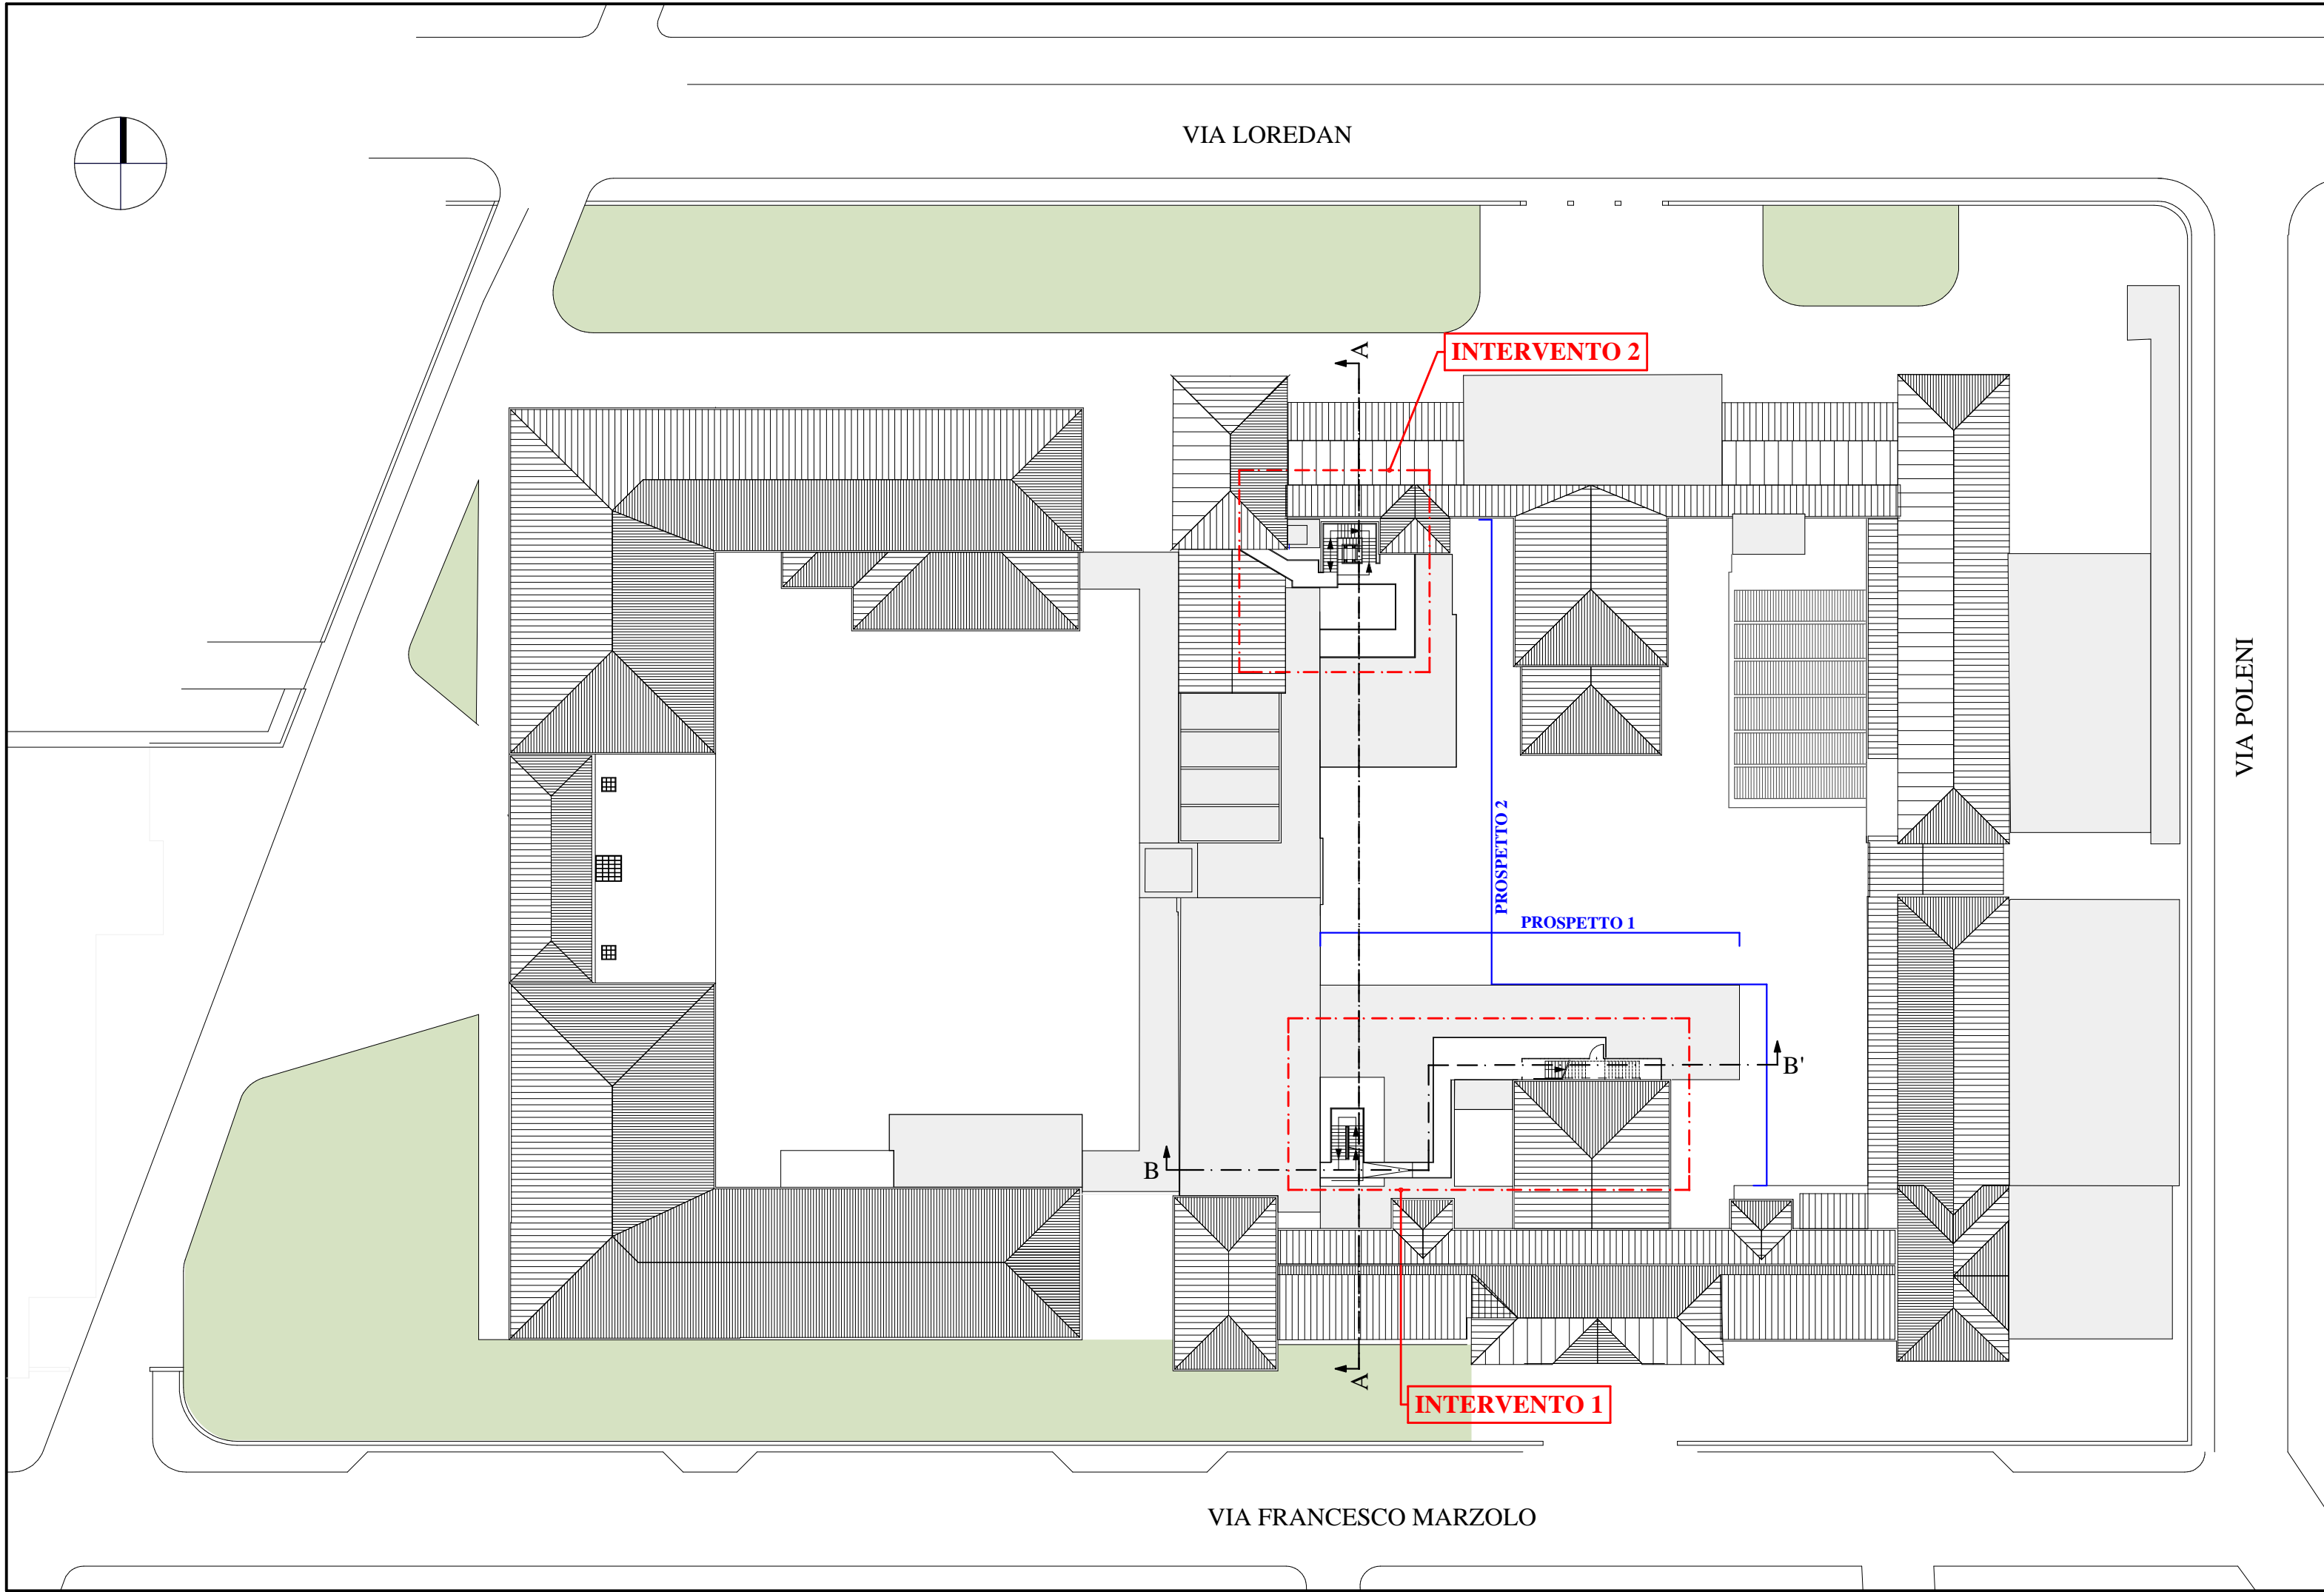 VIA LOREDAN
A
INTERVENTO 2
VIA POLENI
PROSPETTO 2
PROSPETTO 1
B'
B
A
INTERVENTO 1
VIA FRANCESCO MARZOLO